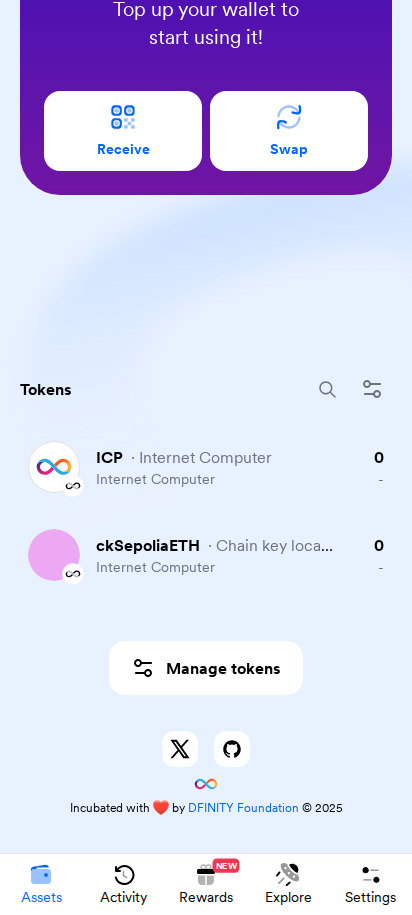 Top up your wallet to
start using it!
Receive
Swap
Tokens
ICP · Internet Computer
0
Internet Computer
-
ckSepoliaETH · Chain key loca...
0
Internet Computer
-
Manage tokens
Incubated with ❤️ by DFINITY Foundation © 2025
NEW
Assets
Activity
Rewards
Explore
Settings